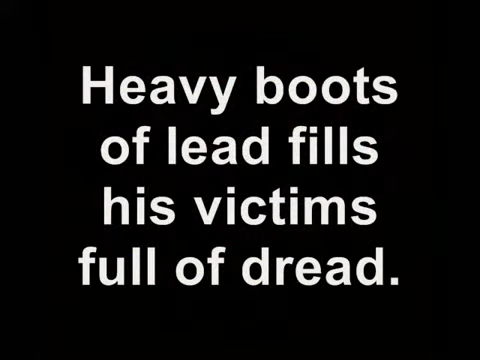 Heavy boots
of lead fills
his victims
full of dread.